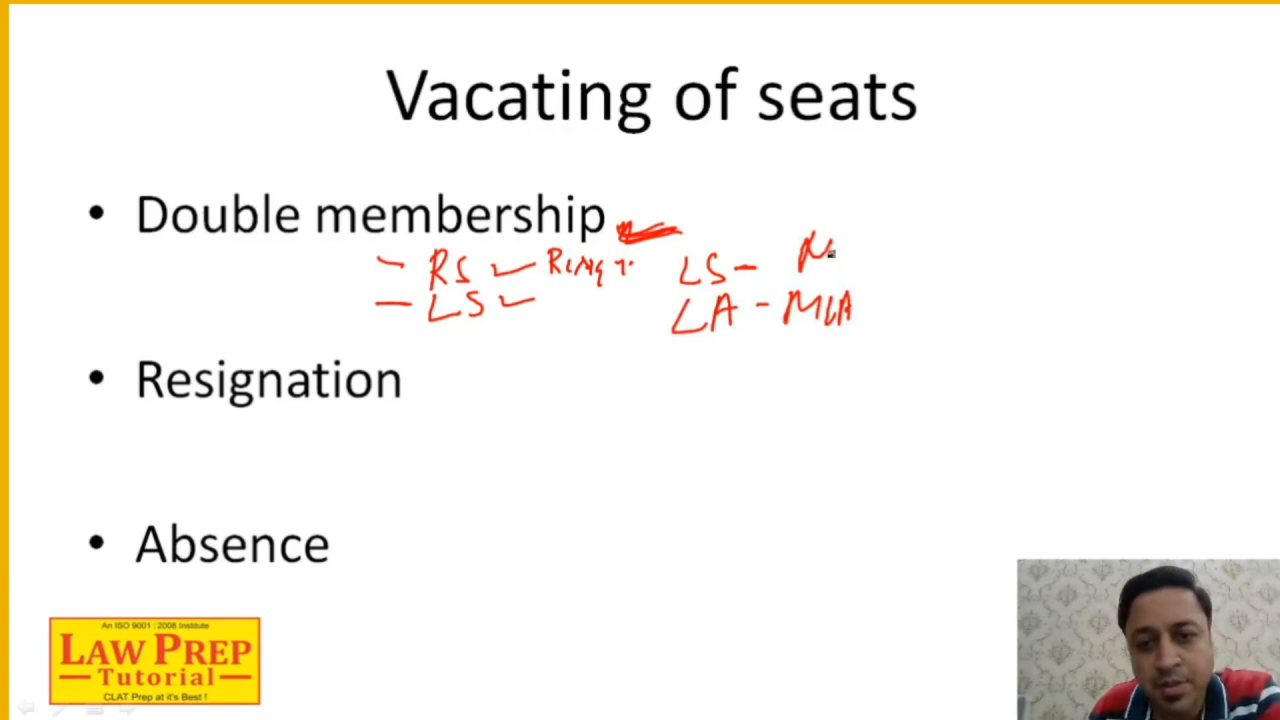 Vacating of seats
• Double membership
– RS
– LS
LS –
LA – MLA
• Resignation
• Absence
An ISO 9001 : 2008 Institute
LAW PREP
Tutorial
CLAT Prep at it's Best !